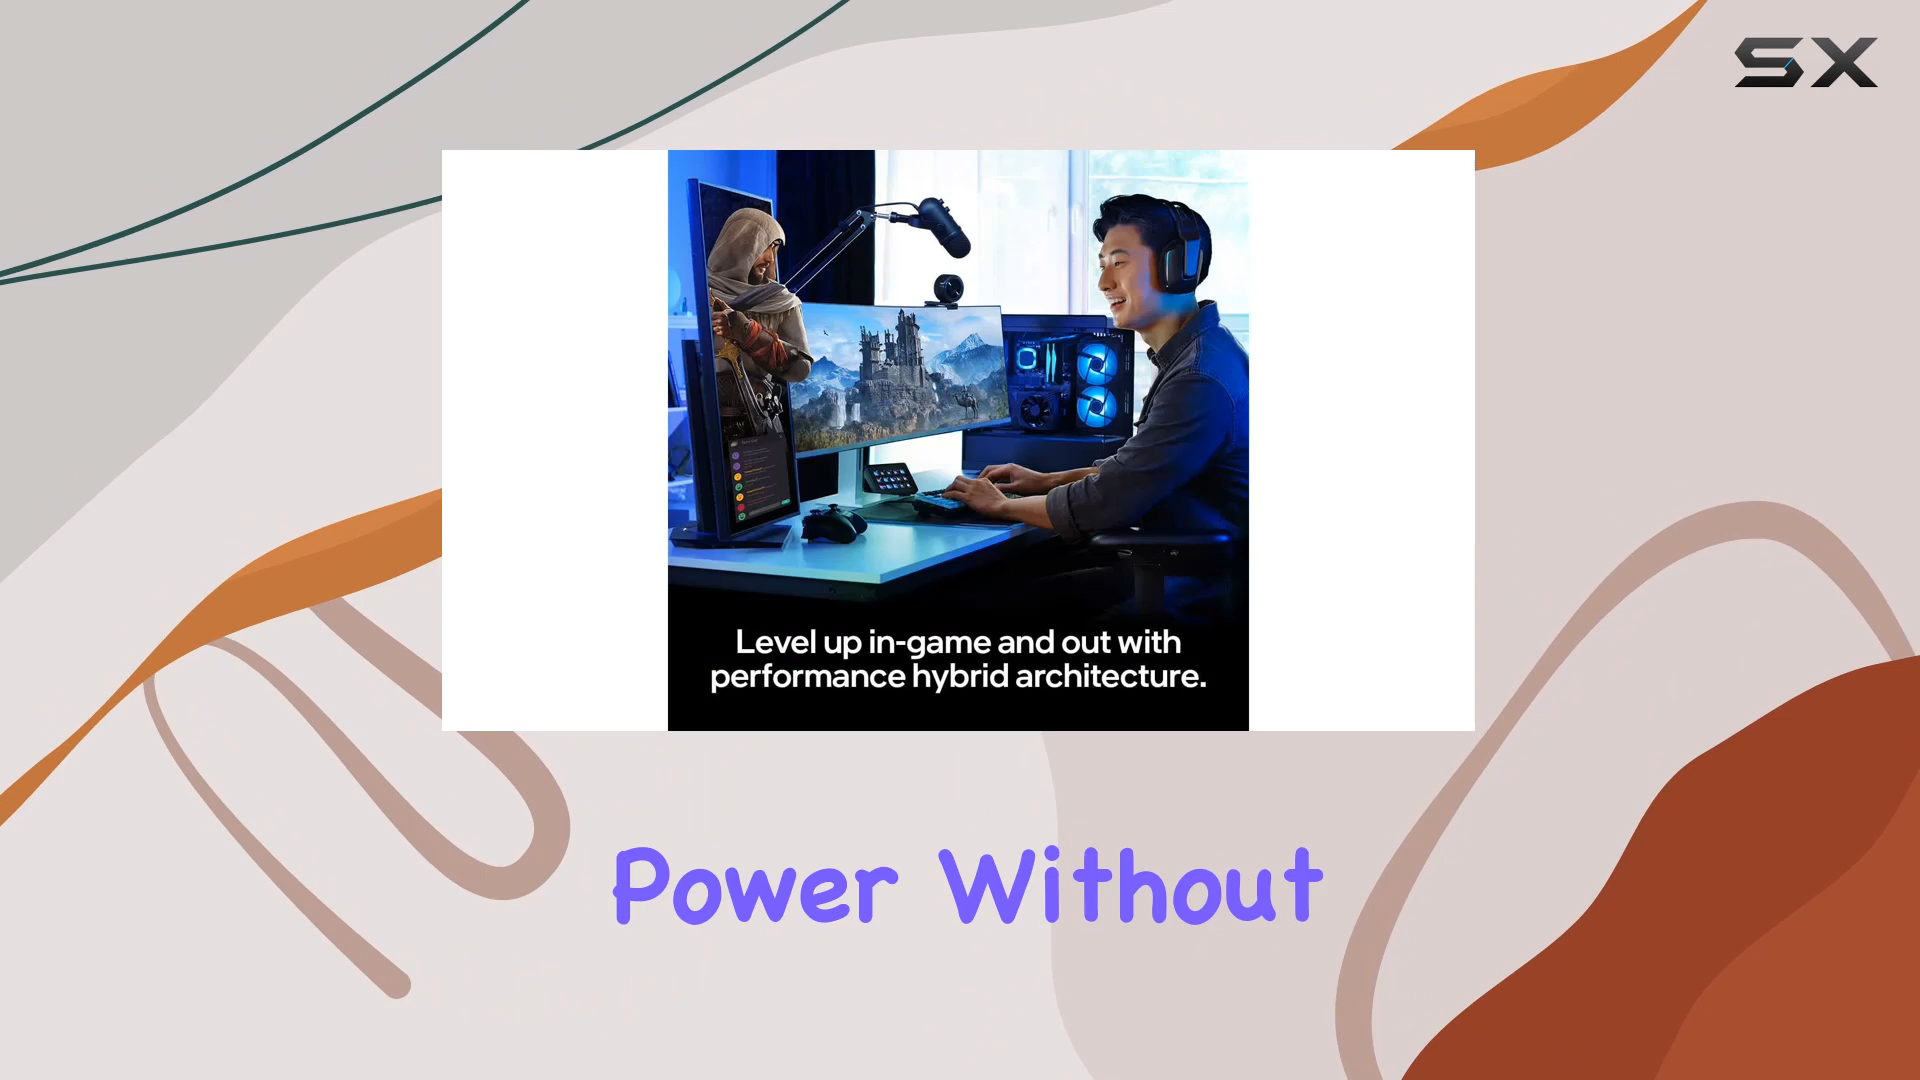 SX
Level up in-game and out with
performance hybrid architecture.
Power Without